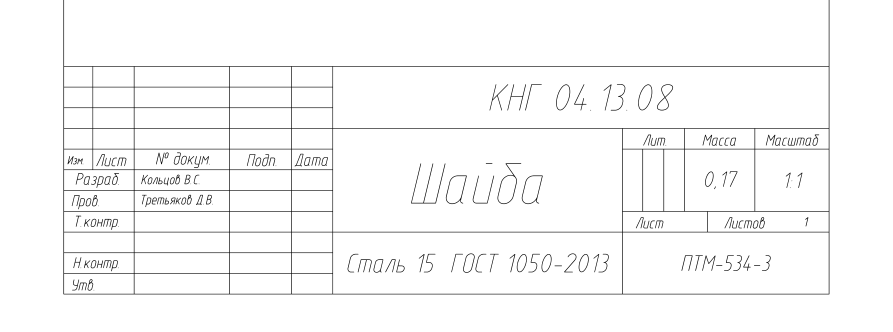 КНГ 04.13.08
Лит. Масса Масштаб
Изм Лист № докум. Подп. Дата
Шайба
0,17 1:1
Разраб. Кольцов В.С.
Пров. Третьяков Д.В.
Т.контр.
Лист Листов 1
Н.контр.
Сталь 15 ГОСТ 1050-2013
ПТМ-534-3
Утв.